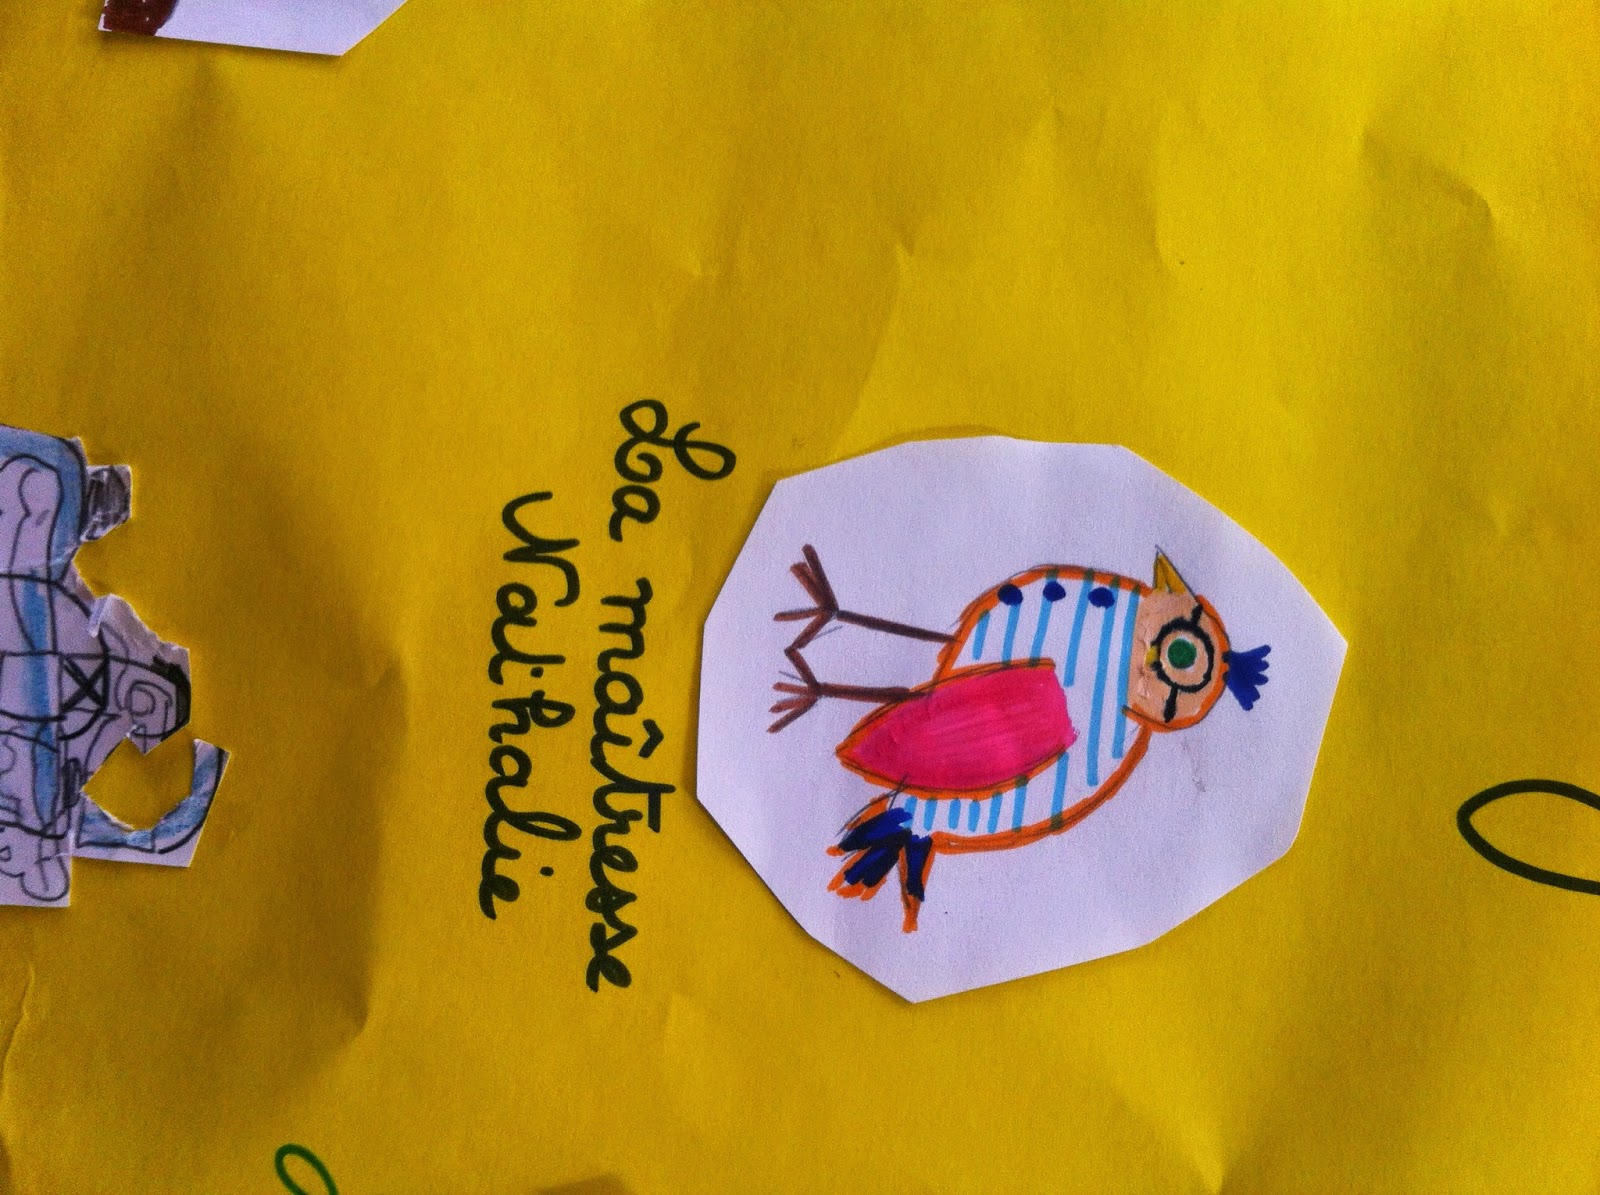 La maîtresse
Nathalie